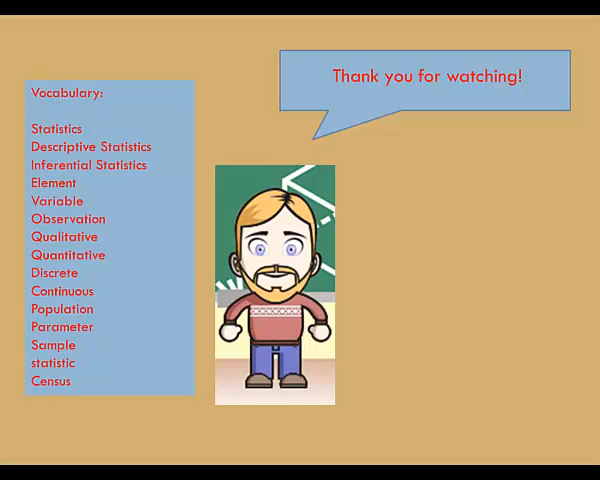 Thank you for watching!
Vocabulary:
Statistics
Descriptive Statistics
Inferential Statistics
Element
Variable
Observation
Qualitative
Quantitative
Discrete
Continuous
Population
Parameter
Sample
statistic
Census